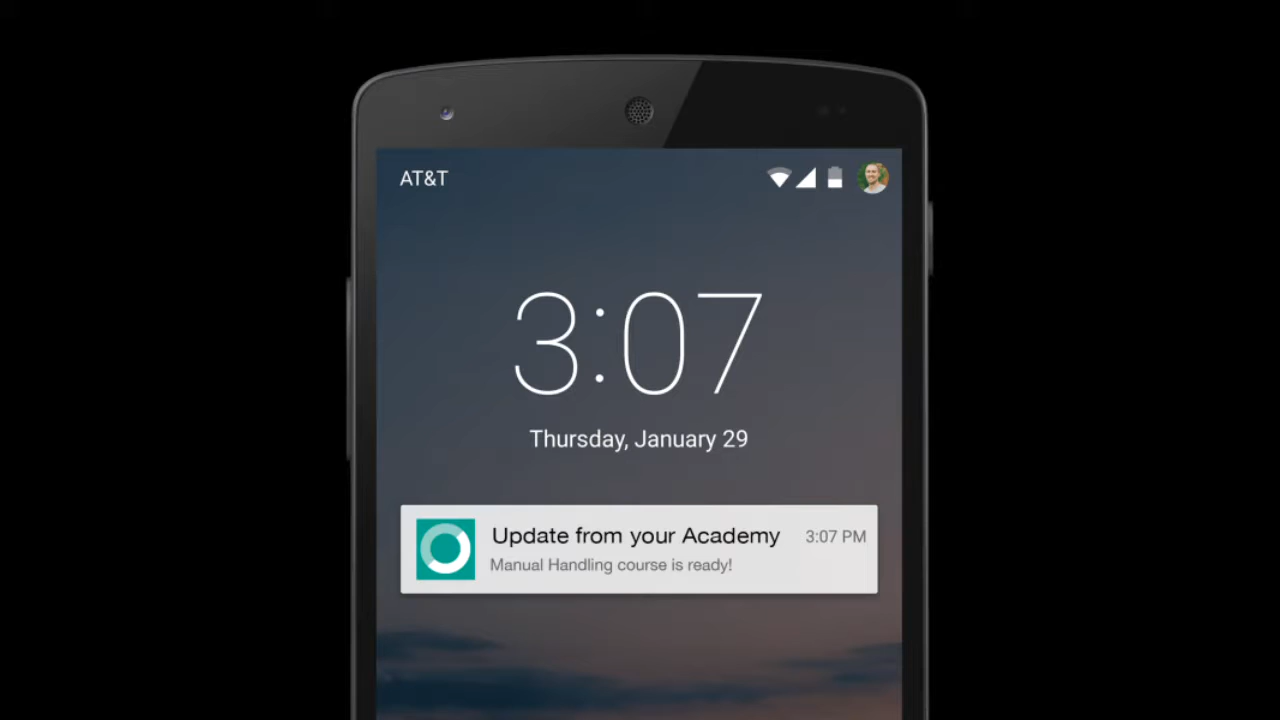 AT&T
3:07
Thursday, January 29
Update from your Academy 3:07 PM
Manual Handling course is ready!